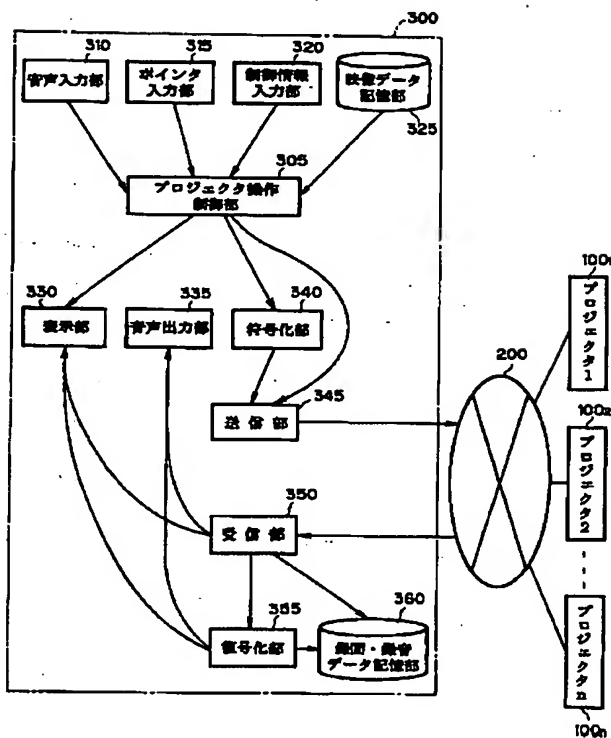 300
310
315
320
音声入力部
ポインタ
入力部
制御情報
入力部
映像データ
記憶部
325
305
プロジェクタ操作
制御部
330
335
340
表示部
音声出力部
符号化部
送信部
345
350
受信部
355
360
復号化部
録画・録音
データ記憶部
200
100₁
プロジェクタ1
100₂
プロジェクタ2
プロジェクタn
100n